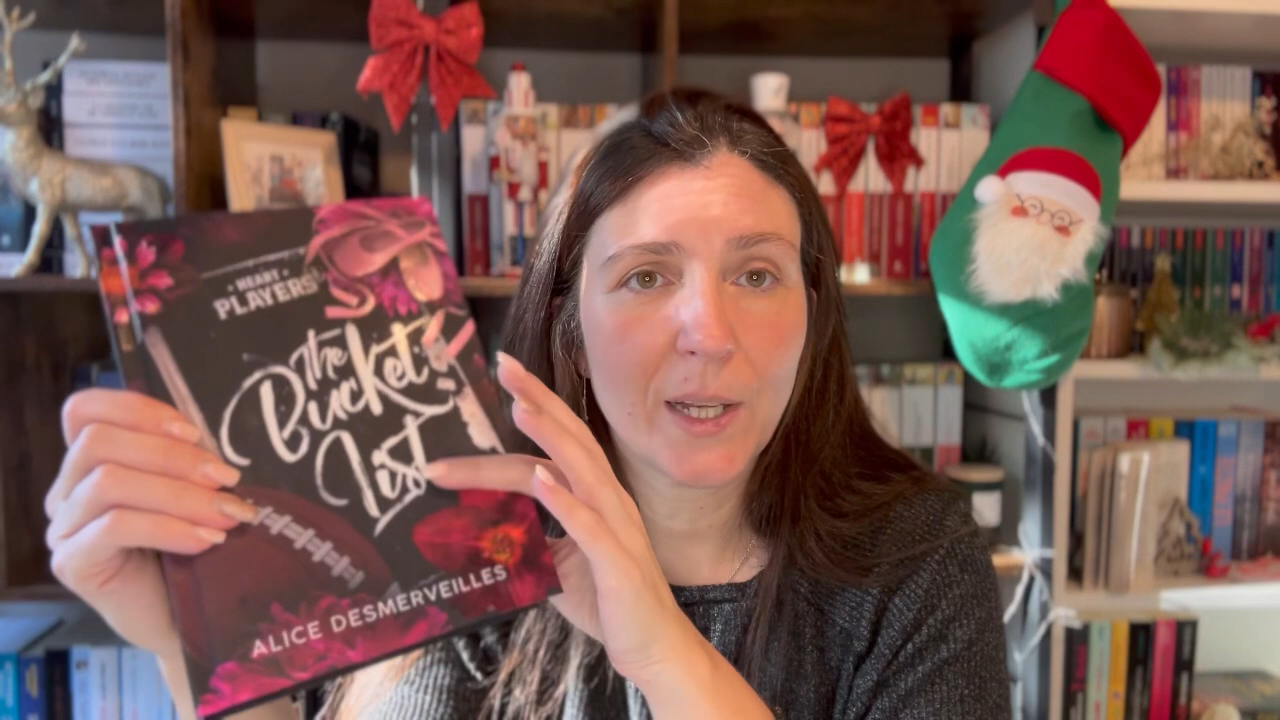 HEART
PLAYERS
The
Bucket
List
ALICE DESMERVEILLES